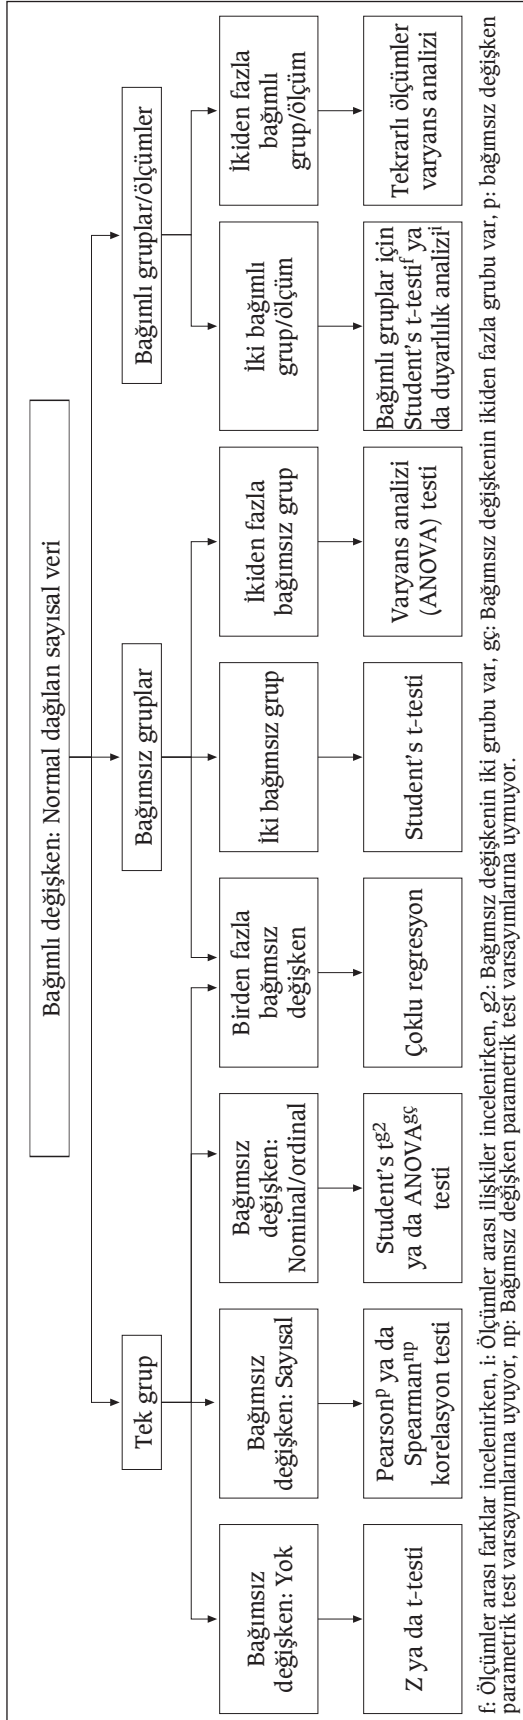 Bağımlı değişken: Normal dağılan sayısal veri
Tek grup
Bağımsız gruplar
Bağımlı gruplar/ölçümler
Bağımsız
değişken: Yok
Bağımsız
değişken: Sayısal
Bağımsız
değişken:
Nominal/ordinal
Birden fazla
bağımsız
değişken
İki bağımsız grup
İkiden fazla
bağımsız grup
İki bağımlı
grup/ölçüm
İkiden fazla
bağımlı
grup/ölçüm
Z ya da t-testi
Pearsonᵖ ya da
Spearmanⁿᵖ
korelasyon testi
Student's tᵍ²
ya da ANOVAᵍᶜ̧
testi
Çoklu regresyon
Student's t-testi
Varyans analizi
(ANOVA) testi
Bağımlı gruplar için
Student's t-testiᶠ ya
da duyarlılık analiziⁱ
Tekrarlı ölçümler
varyans analizi
f: Ölçümler arası farklar incelenirken, i: Ölçümler arası ilişkiler incelenirken, g2: Bağımsız değişkenin iki grubu var, gç: Bağımsız değişkenin ikiden fazla grubu var, p: bağımsız değişken
parametrik test varsayımlarına uyuyor, np: Bağımsız değişken parametrik test varsayımlarına uymuyor.